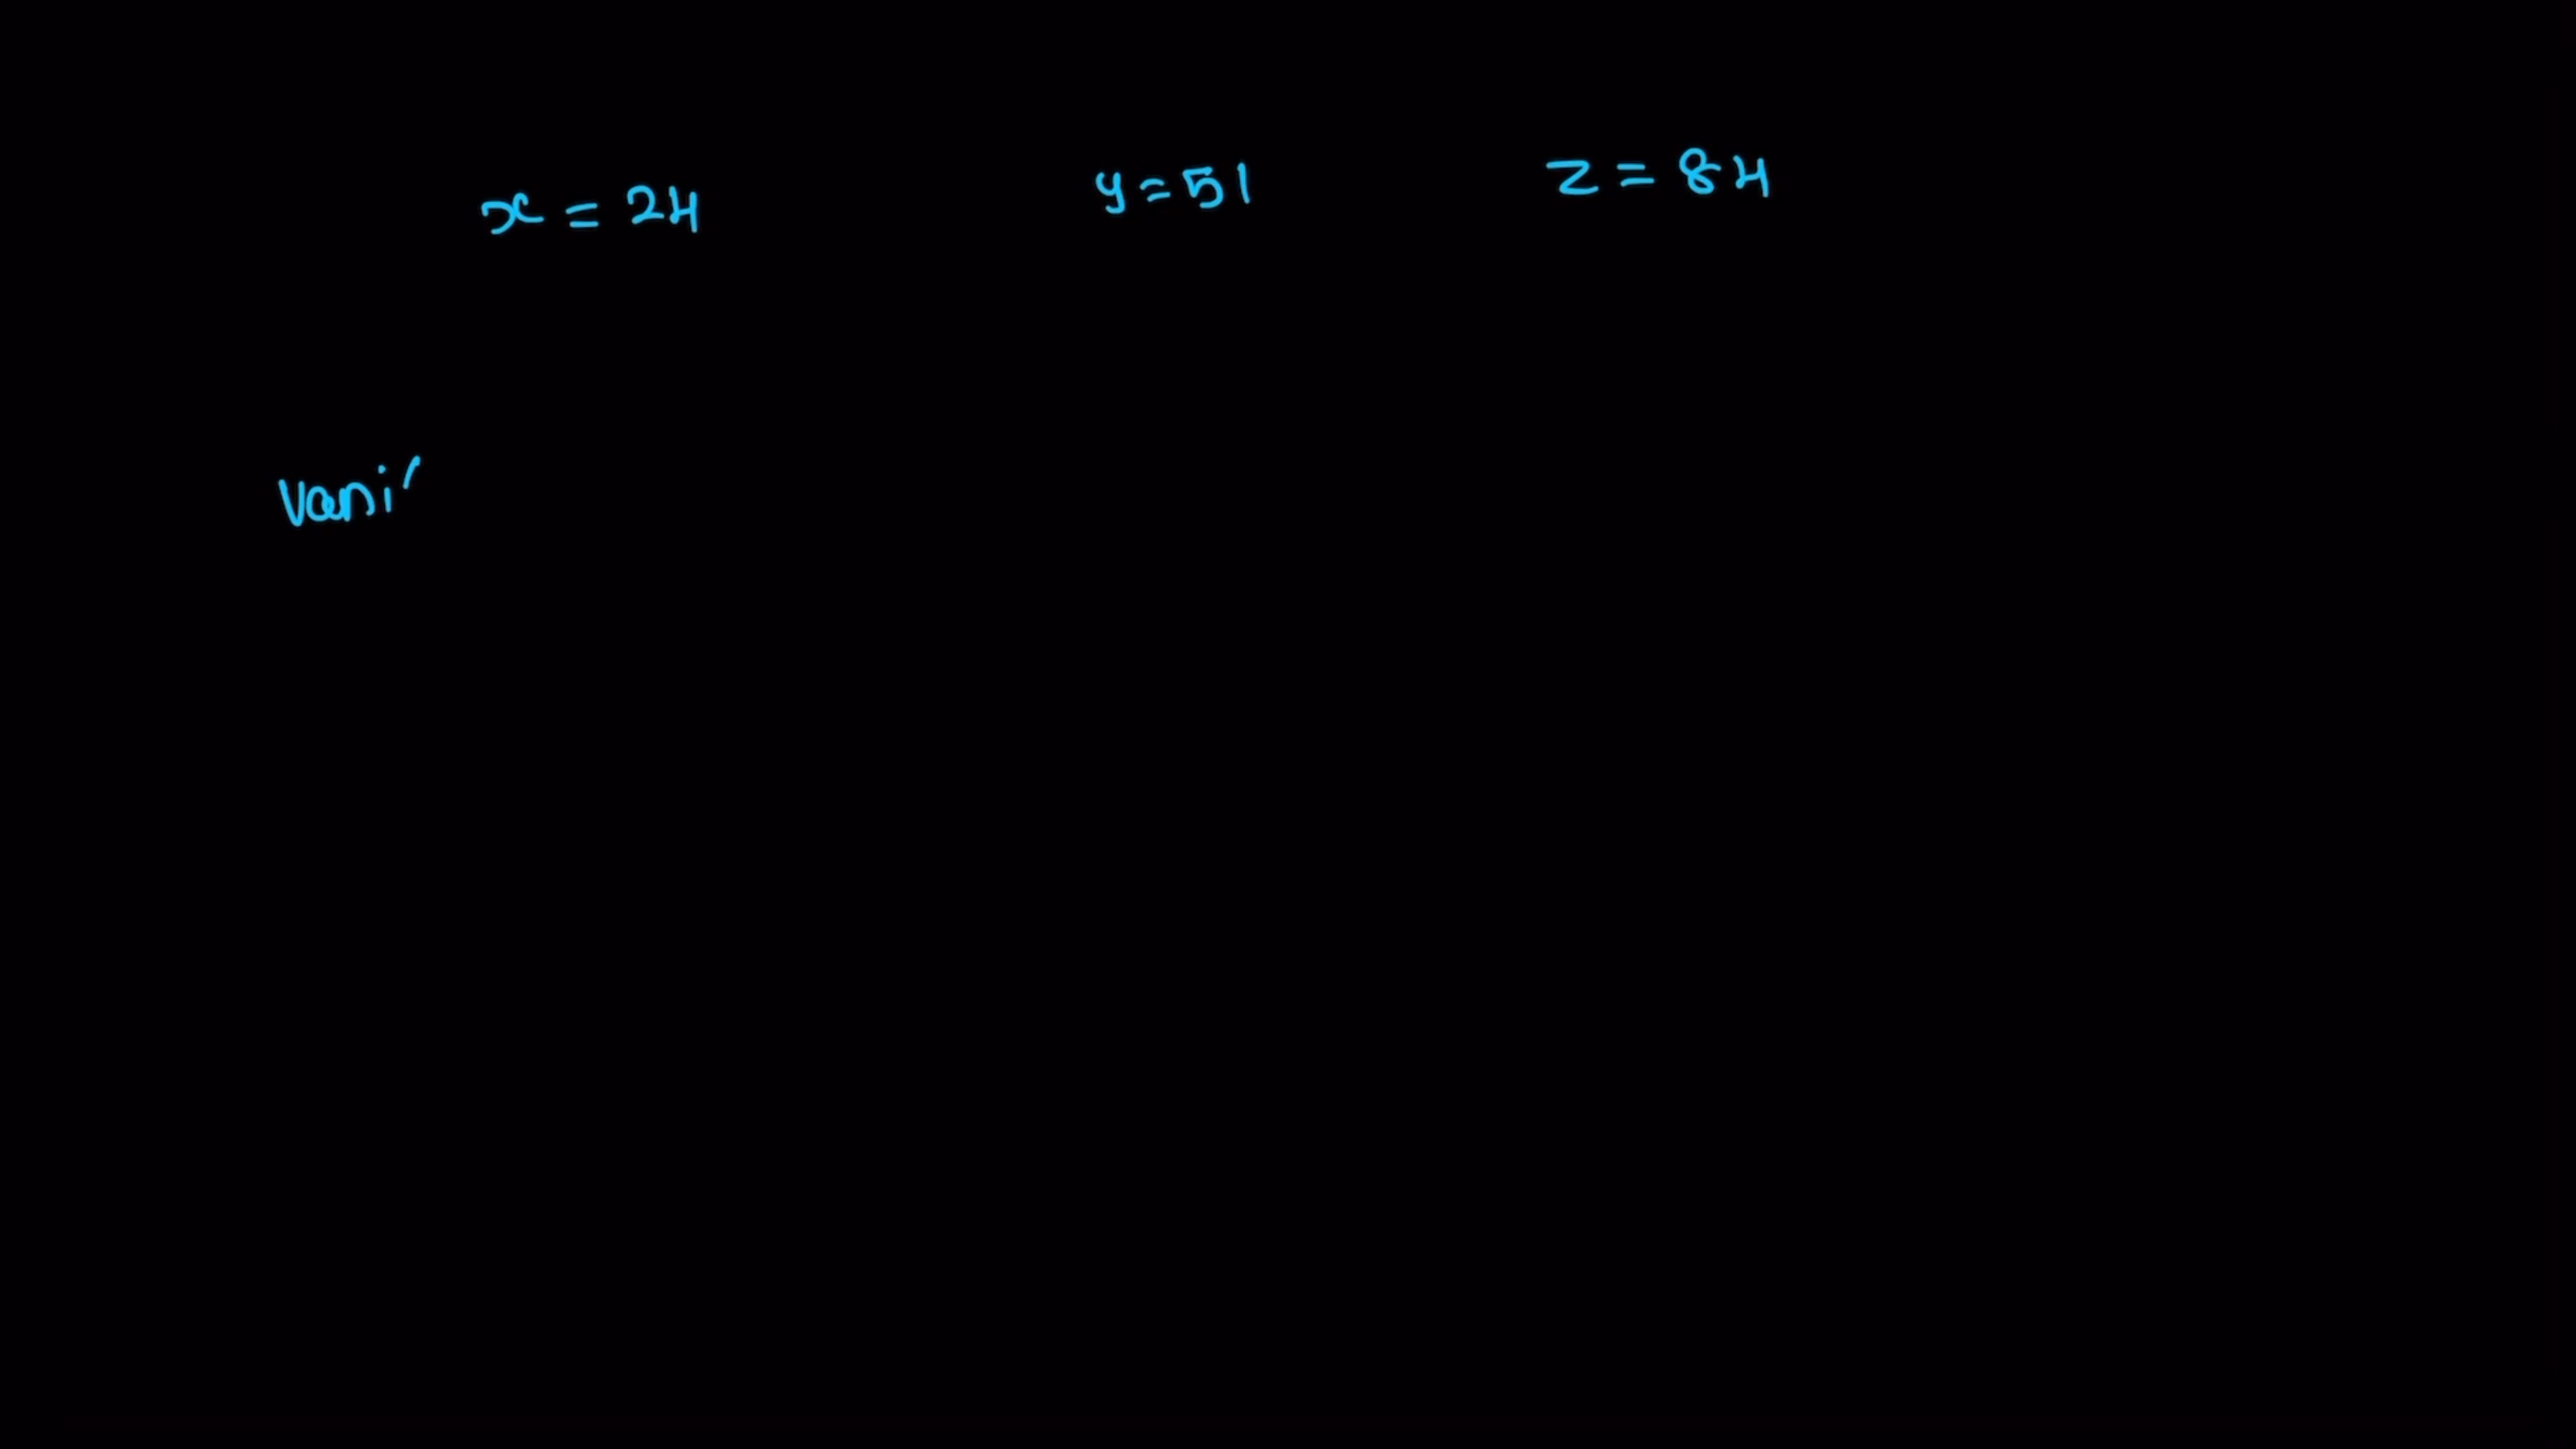 x = 24 y = 51 z = 84
Vari